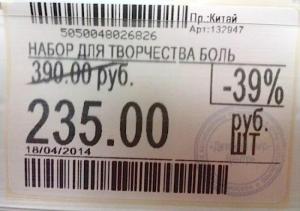 Пр.:Китай
Арт:132947
5050048026826
НАБОР ДЛЯ ТВОРЧЕСТВА БОЛЬ
390.00 руб.
-39%
235.00
руб.
ШТ
18/04/2014